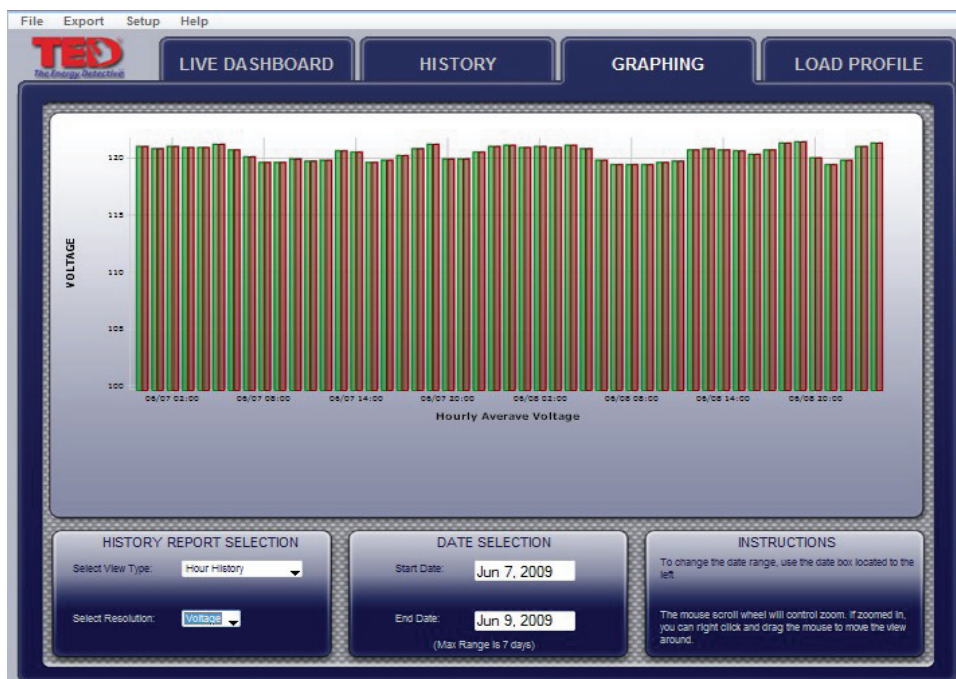 File Export Setup Help
TED
The Energy Detective
LIVE DASHBOARD
HISTORY
GRAPHING
LOAD PROFILE
VOLTAGE
120
115
110
105
100
06/07 02:00 06/07 08:00 06/07 14:00 06/07 20:00 06/08 02:00 06/08 08:00 06/08 14:00 06/08 20:00
Hourly Averave Voltage
HISTORY REPORT SELECTION
Select View Type: Hour History
Select Resolution: Voltage
DATE SELECTION
Start Date: Jun 7, 2009
End Date: Jun 9, 2009
(Max Range is 7 days)
INSTRUCTIONS
To change the date range, use the date box located to the
left
The mouse scroll wheel will control zoom. If zoomed in,
you can right click and drag the mouse to move the view
around.